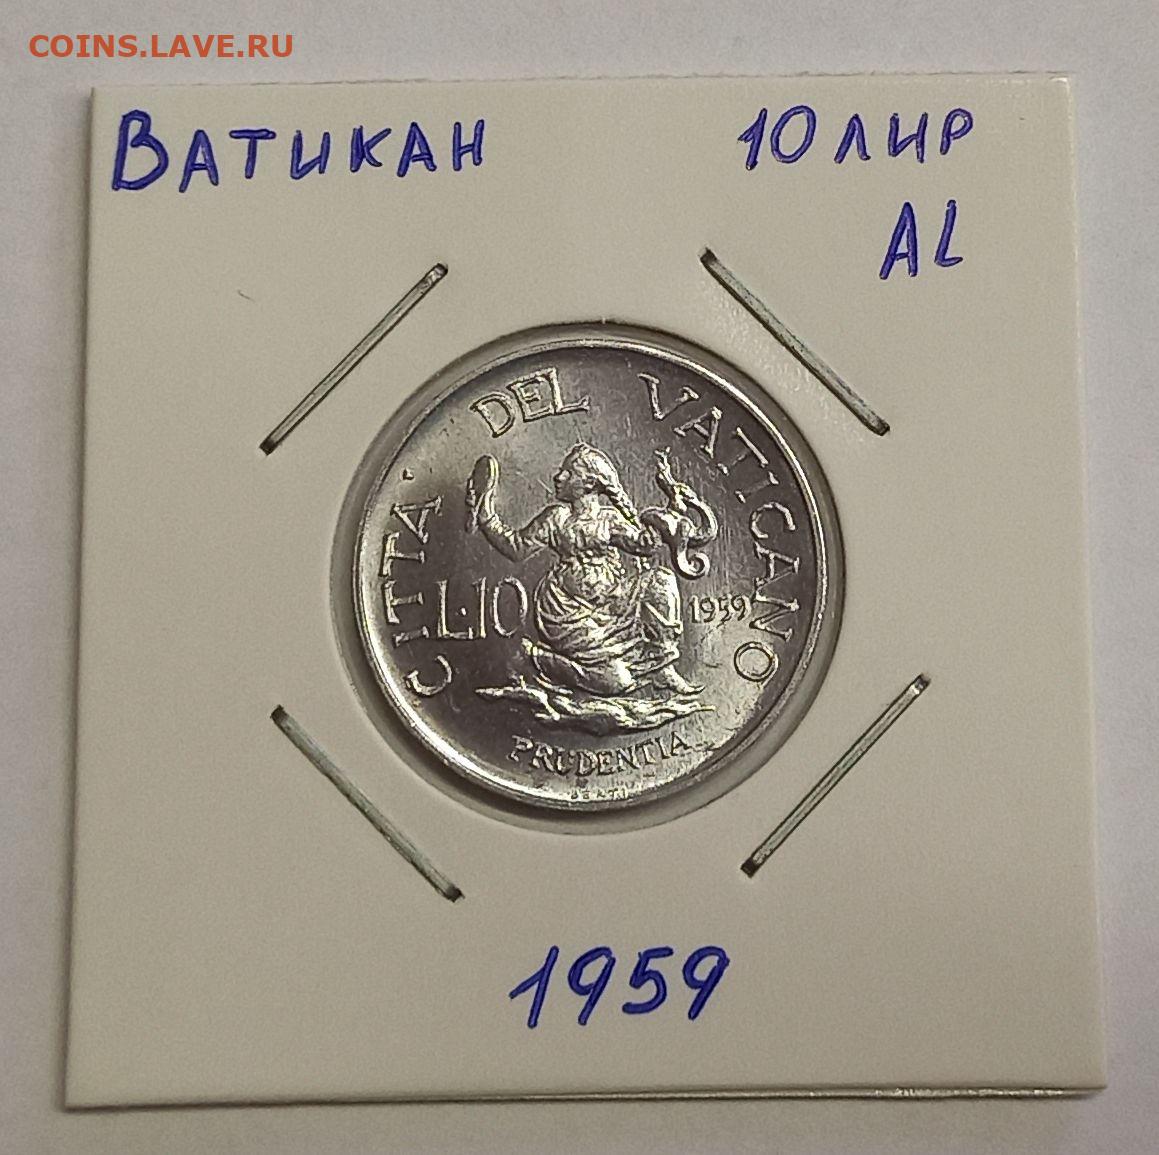 COINS.LAVE.RU
ВАТИКАН
10 ЛИР
AL
CITTA' DEL VATICANO
L·10
1959
PRUDENTIA
1959